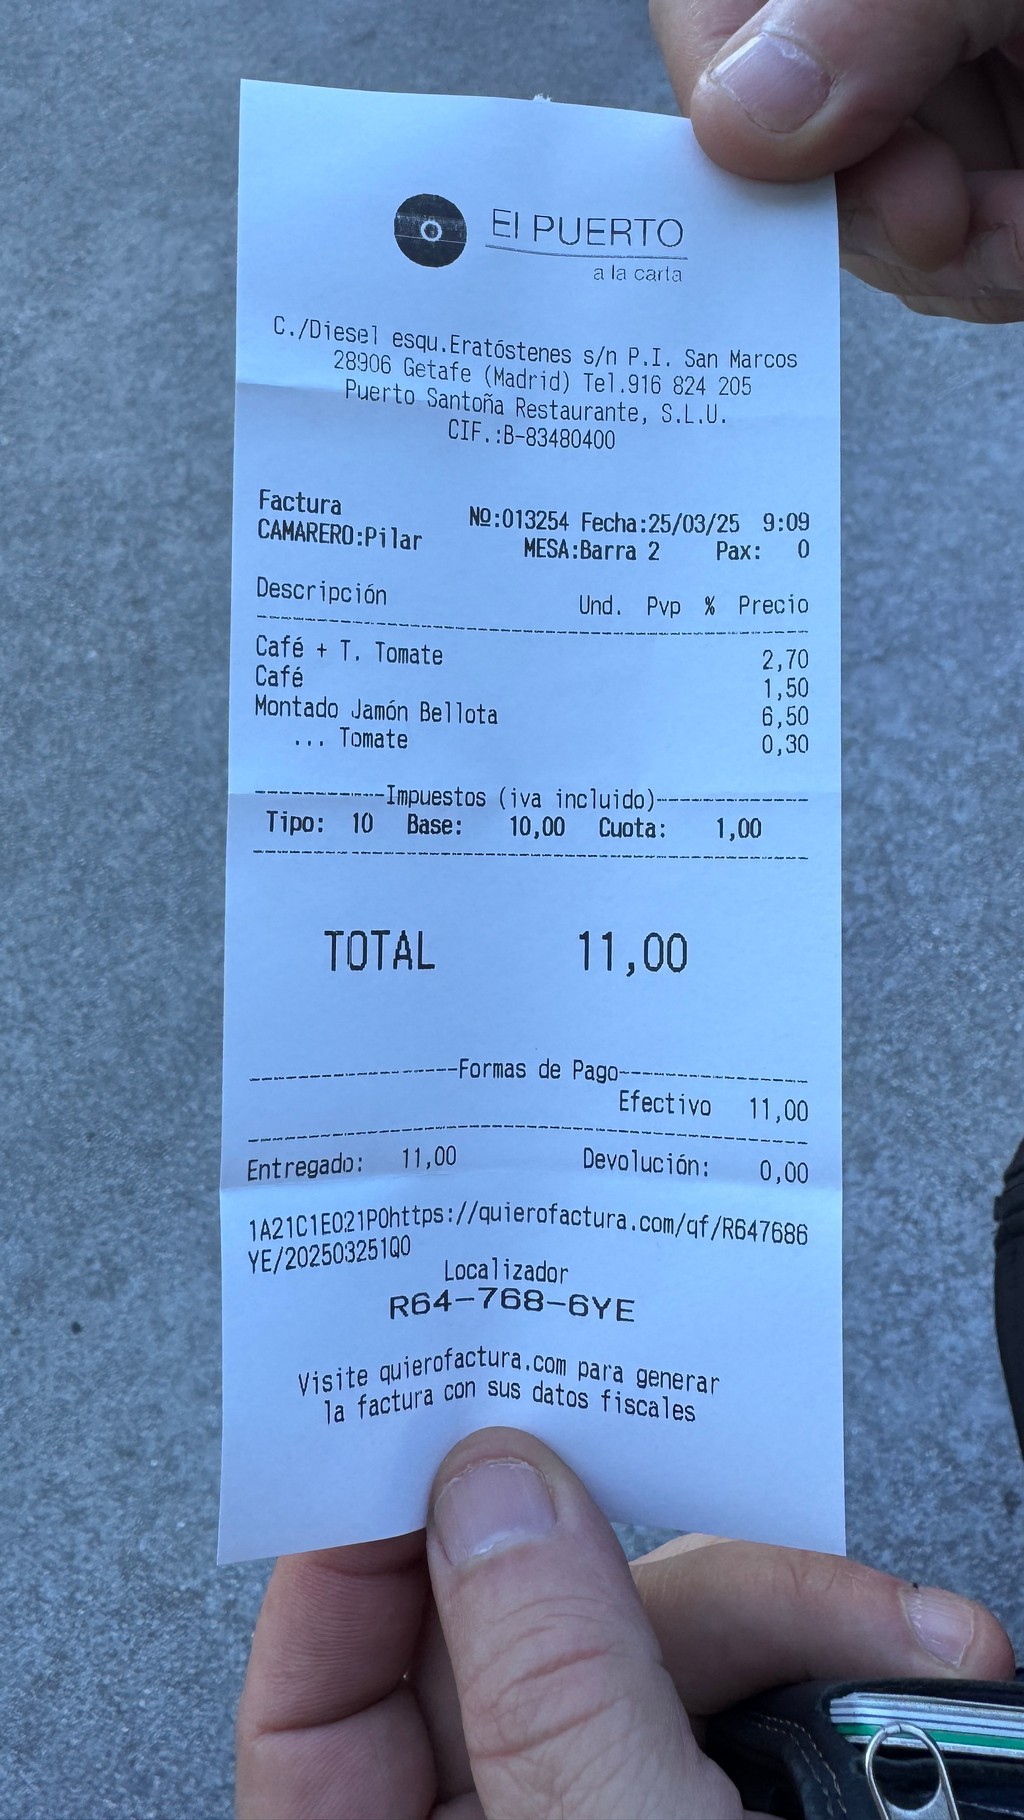 El PUERTO
a la carta
C./Diesel esqu.Eratóstenes s/n P.I. San Marcos
28906 Getafe (Madrid) Tel.916 824 205
Puerto Santoña Restaurante, S.L.U.
CIF.:B-83480400
Factura Nº:013254 Fecha:25/03/25 9:09
CAMARERO:Pilar MESA:Barra 2 Pax: 0
Descripción Und. Pvp % Precio
Café + T. Tomate 2,70
Café 1,50
Montado Jamón Bellota 6,50
... Tomate 0,30
Impuestos (iva incluido)
Tipo: 10 Base: 10,00 Cuota: 1,00
TOTAL 11,00
Formas de Pago
Efectivo 11,00
Entregado: 11,00 Devolución: 0,00
1A21C1E021P0https://quierofactura.com/qf/R647686
YE/202503251Q0
Localizador
R64-768-6YE
Visite quierofactura.com para generar
la factura con sus datos fiscales